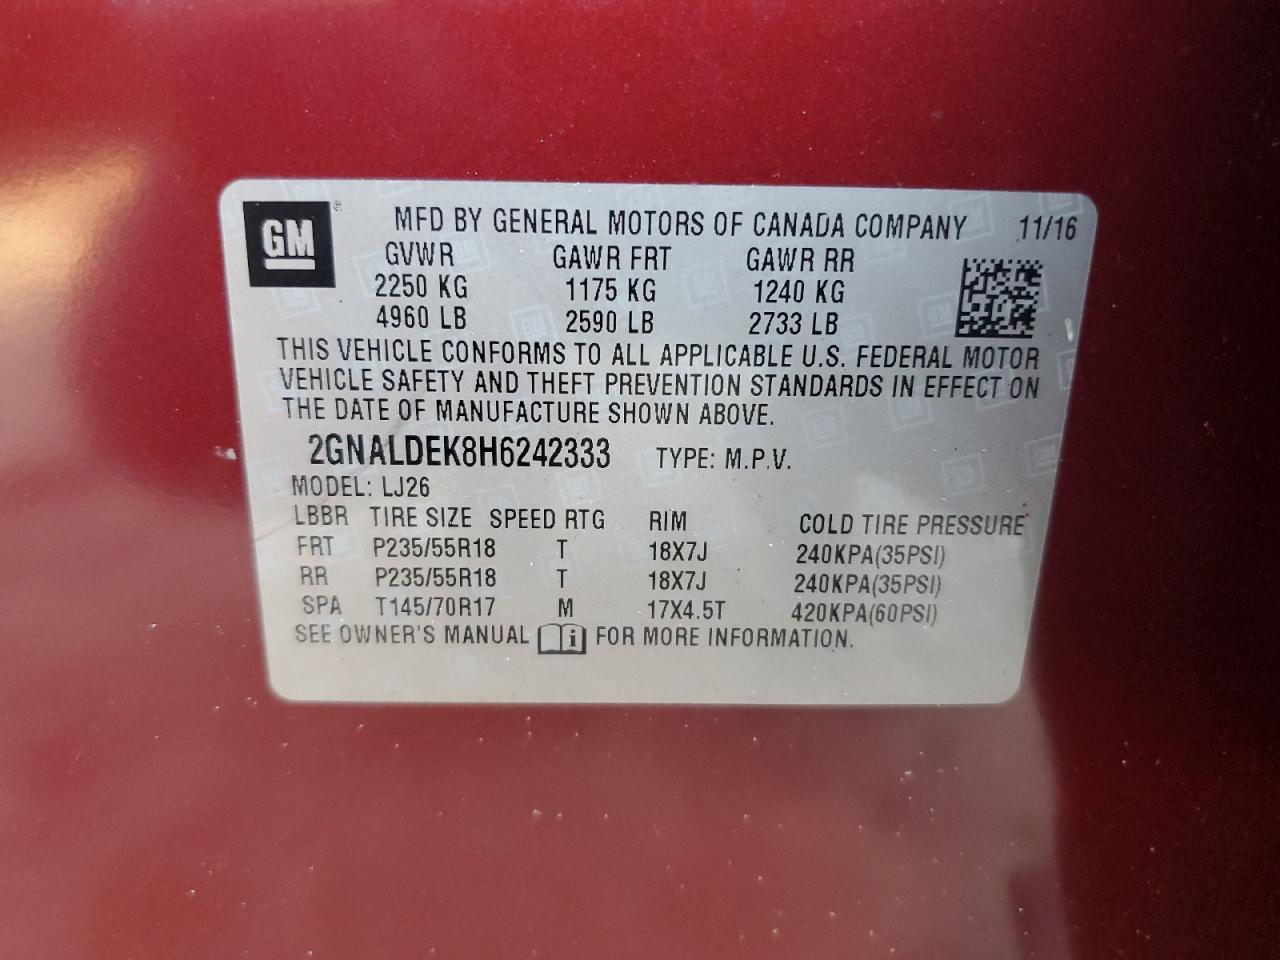 GM ® MFD BY GENERAL MOTORS OF CANADA COMPANY 11/16
GVWR GAWR FRT GAWR RR
2250 KG 1175 KG 1240 KG
4960 LB 2590 LB 2733 LB
THIS VEHICLE CONFORMS TO ALL APPLICABLE U.S. FEDERAL MOTOR
VEHICLE SAFETY AND THEFT PREVENTION STANDARDS IN EFFECT ON
THE DATE OF MANUFACTURE SHOWN ABOVE.
2GNALDEK8H6242333 TYPE: M.P.V.
MODEL: LJ26
LBBR TIRE SIZE SPEED RTG RIM COLD TIRE PRESSURE
FRT P235/55R18 T 18X7J 240KPA(35PSI)
RR P235/55R18 T 18X7J 240KPA(35PSI)
SPA T145/70R17 M 17X4.5T 420KPA(60PSI)
SEE OWNER'S MANUAL i FOR MORE INFORMATION.